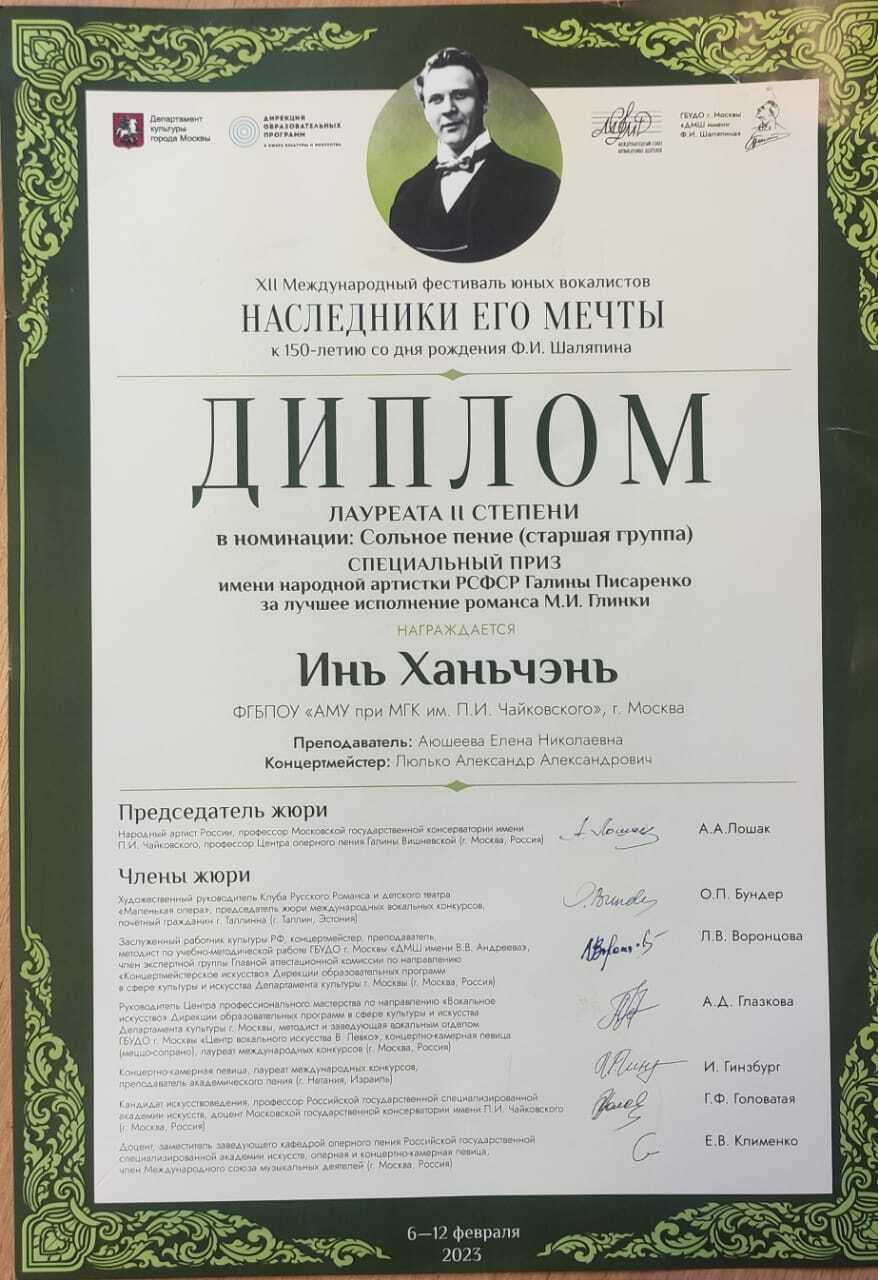 Департамент
культуры
города Москвы
ДИРЕКЦИЯ
ОБРАЗОВАТЕЛЬНЫХ
ПРОГРАММ
В СФЕРЕ КУЛЬТУРЫ И ИСКУССТВА
МЕЖДУНАРОДНЫЙ СОЮЗ
МУЗЫКАЛЬНЫХ ДЕЯТЕЛЕЙ
ГБУДО г. Москвы
«ДМШ имени
Ф.И. Шаляпина»
XII Международный фестиваль юных вокалистов
НАСЛЕДНИКИ ЕГО МЕЧТЫ
к 150-летию со дня рождения Ф.И. Шаляпина
ДИПЛОМ
ЛАУРЕАТА II СТЕПЕНИ
в номинации: Сольное пение (старшая группа)
СПЕЦИАЛЬНЫЙ ПРИЗ
имени народной артистки РСФСР Галины Писаренко
за лучшее исполнение романса М.И. Глинки
НАГРАЖДАЕТСЯ
Инь Ханьчэнь
ФГБПОУ «АМУ при МГК им. П.И. Чайковского», г. Москва
Преподаватель: Аюшеева Елена Николаевна
Концертмейстер: Люлько Александр Александрович
Председатель жюри
Народный артист России, профессор Московской государственной консерватории имени
П.И. Чайковского, профессор Центра оперного пения Галины Вишневской (г. Москва, Россия)
А.А.Лошак
Члены жюри
Художественный руководитель Клуба Русского Романса и детского театра
«Маленькая опера», председатель жюри международных вокальных конкурсов,
почётный гражданин г. Таллинна (г. Таллин, Эстония)
О.П. Бундер
Заслуженный работник культуры РФ, концертмейстер, преподаватель,
методист по учебно-методической работе ГБУДО г. Москвы «ДМШ имени В.В. Андреева»,
член экспертной группы Главной аттестационной комиссии по направлению
«Концертмейстерское искусство» Дирекции образовательных программ
в сфере культуры и искусства Департамента культуры г. Москвы (г. Москва, Россия)
Л.В. Воронцова
Руководитель Центра профессионального мастерства по направлению «Вокальное
искусство» Дирекции образовательных программ в сфере культуры и искусства
Департамента культуры г. Москвы, методист и заведующая вокальным отделом
ГБУДО г. Москвы «Центр вокального искусства В. Левко», концертно-камерная певица
(меццо-сопрано), лауреат международных конкурсов (г. Москва, Россия)
А.Д. Глазкова
Концертно-камерная певица, лауреат международных конкурсов,
преподаватель академического пения (г. Нетания, Израиль)
И. Гинзбург
Кандидат искусствоведения, профессор Российской государственной специализированной
академии искусств, доцент Московской государственной консерватории имени П.И. Чайковского
(г. Москва, Россия)
Г.Ф. Головатая
Доцент, заместитель заведующего кафедрой оперного пения Российской государственной
специализированной академии искусств, оперная и концертно-камерная певица,
член Международного союза музыкальных деятелей (г. Москва, Россия)
Е.В. Клименко
6—12 февраля
2023